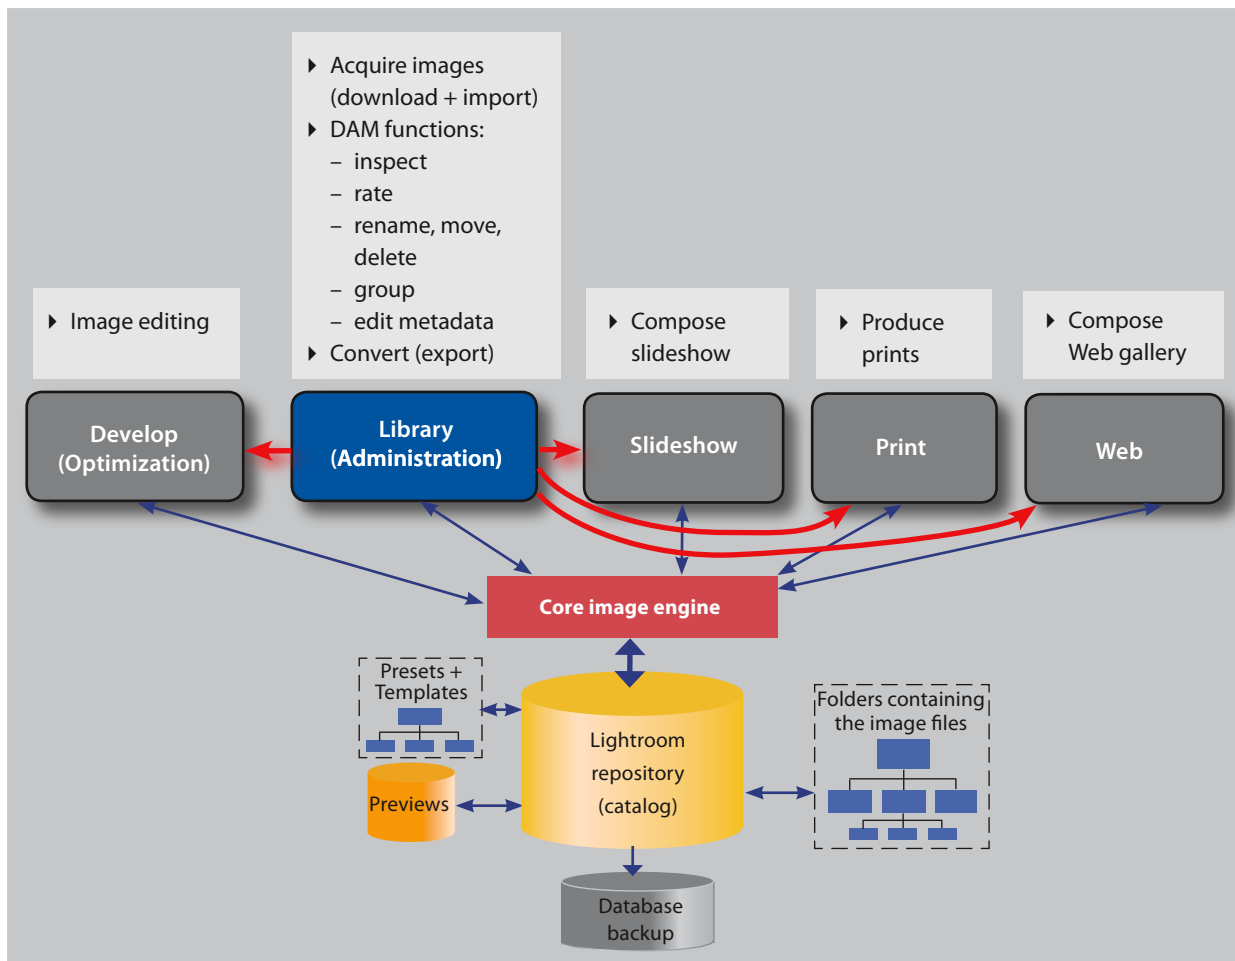 ▶ Acquire images
(download + import)
▶ DAM functions:
– inspect
– rate
– rename, move,
delete
– group
– edit metadata
▶ Convert (export)
▶ Image editing
▶ Compose
slideshow
▶ Produce
prints
▶ Compose
Web gallery
Develop
(Optimization)
Library
(Administration)
Slideshow
Print
Web
Core image engine
Presets +
Templates
Previews
Lightroom
repository
(catalog)
Folders containing
the image files
Database
backup